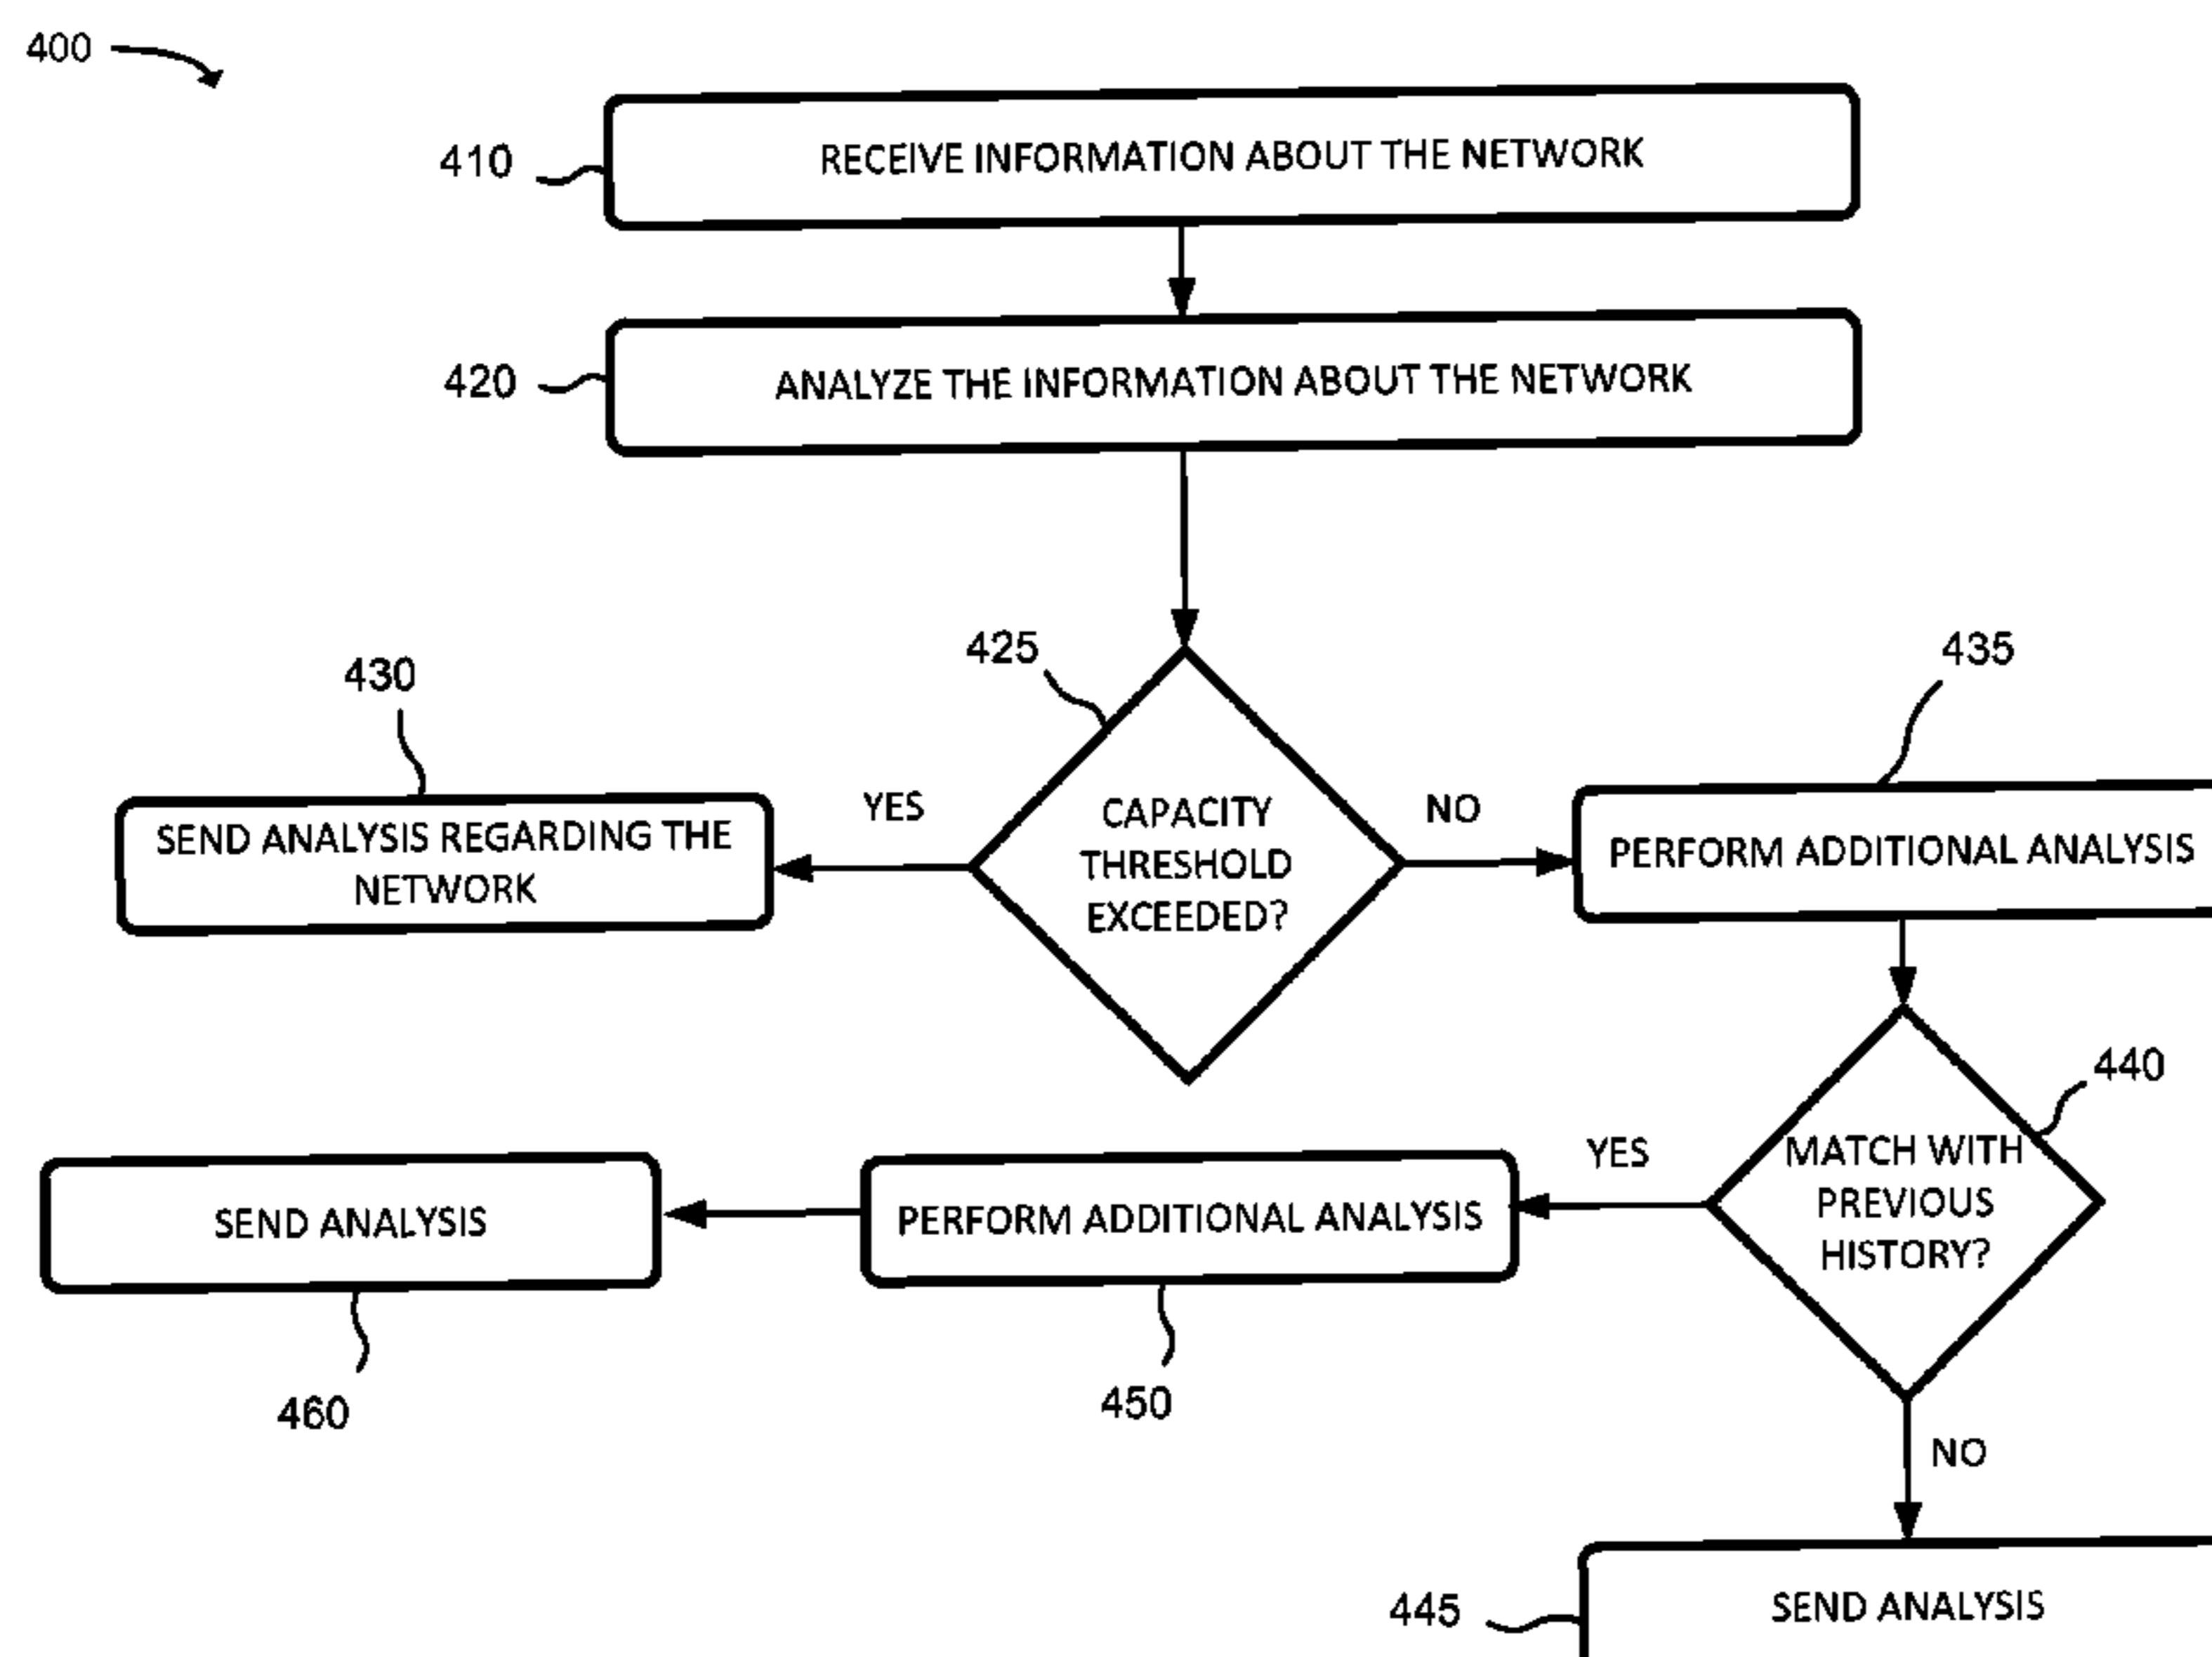 400
410
RECEIVE INFORMATION ABOUT THE NETWORK
420
ANALYZE THE INFORMATION ABOUT THE NETWORK
425
435
430
YES
CAPACITY
THRESHOLD
EXCEEDED?
NO
SEND ANALYSIS REGARDING THE
NETWORK
PERFORM ADDITIONAL ANALYSIS
440
YES
MATCH WITH
PREVIOUS
HISTORY?
PERFORM ADDITIONAL ANALYSIS
SEND ANALYSIS
460
450
NO
445
SEND ANALYSIS